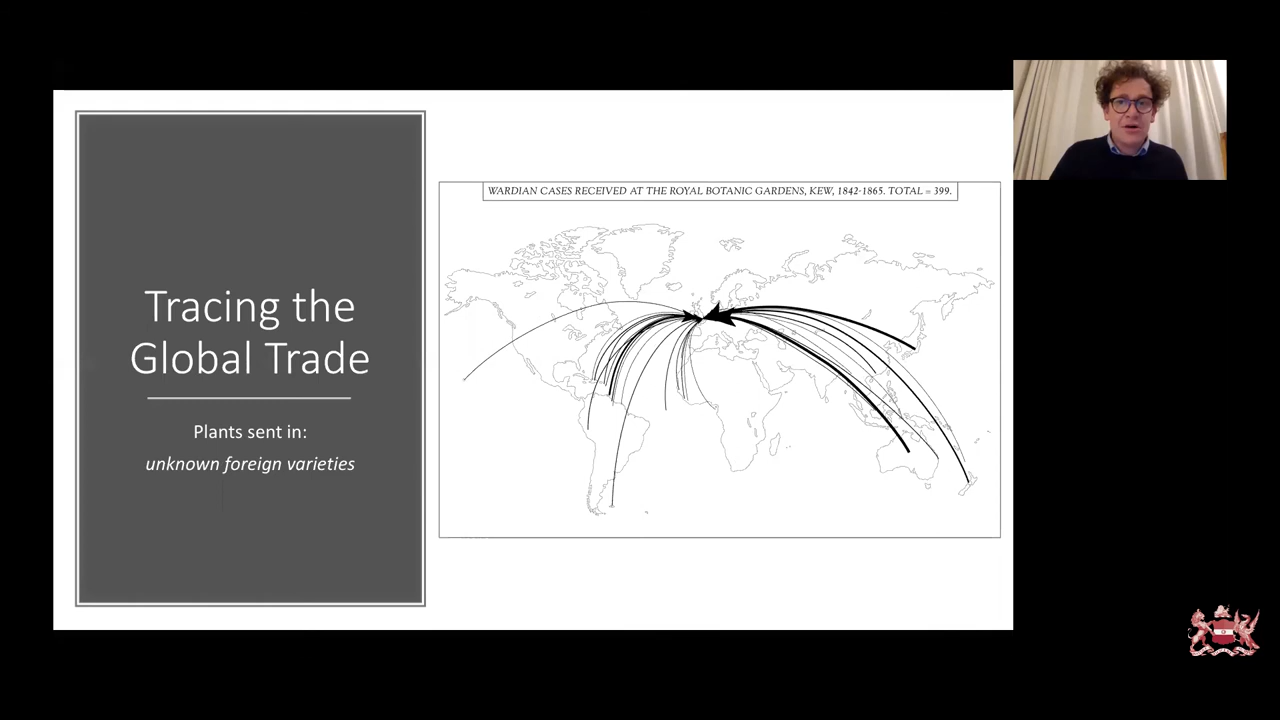 Tracing the
Global Trade
Plants sent in:
unknown foreign varieties
WARDIAN CASES RECEIVED AT THE ROYAL BOTANIC GARDENS, KEW, 1842-1865. TOTAL = 399.